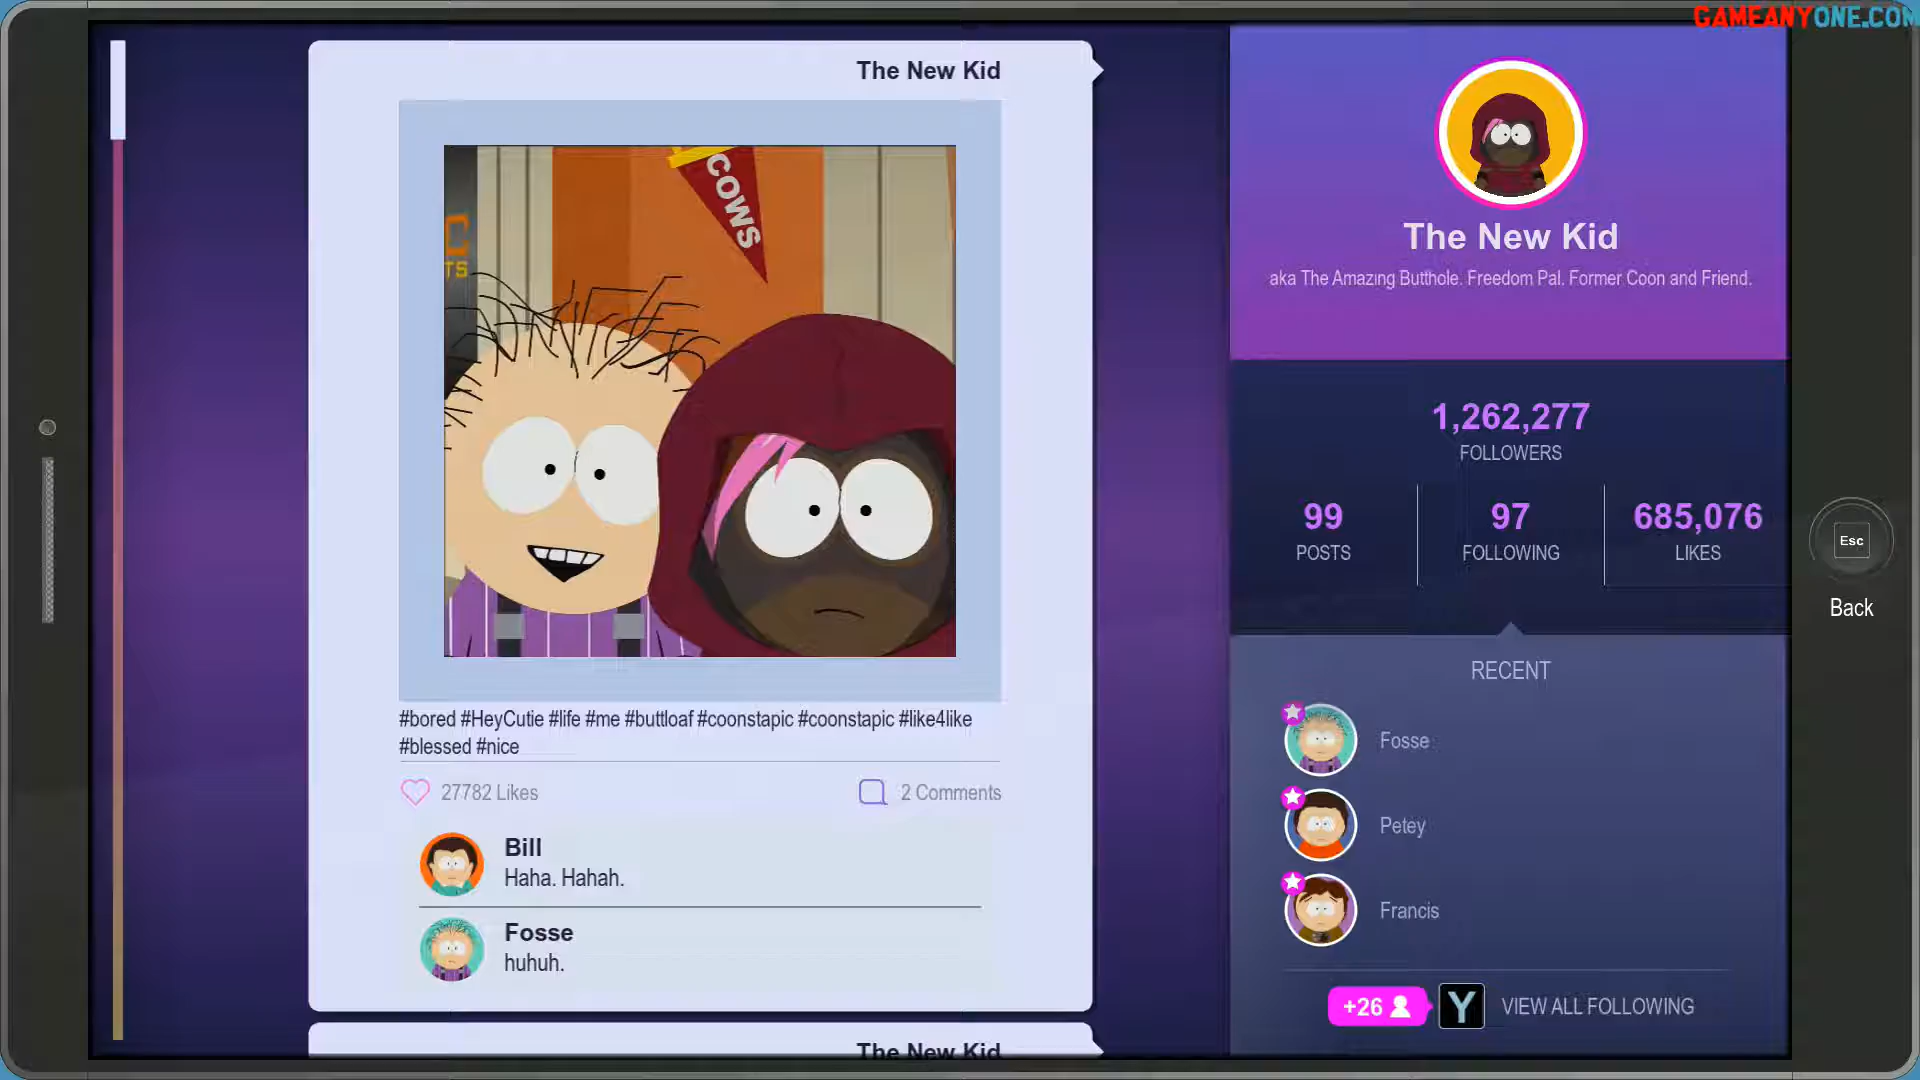 GAMEANYONE.COM
The New Kid
COWS
C
TS
#bored #HeyCutie #life #me #buttloaf #coonstapic #coonstapic #like4like
#blessed #nice
27782 Likes
2 Comments
Bill
Haha. Hahah.
Fosse
huhuh.
The New Kid
The New Kid
aka The Amazing Butthole. Freedom Pal. Former Coon and Friend.
1,262,277
FOLLOWERS
99
POSTS
97
FOLLOWING
685,076
LIKES
RECENT
Fosse
Petey
Francis
+26
Y
VIEW ALL FOLLOWING
Esc
Back